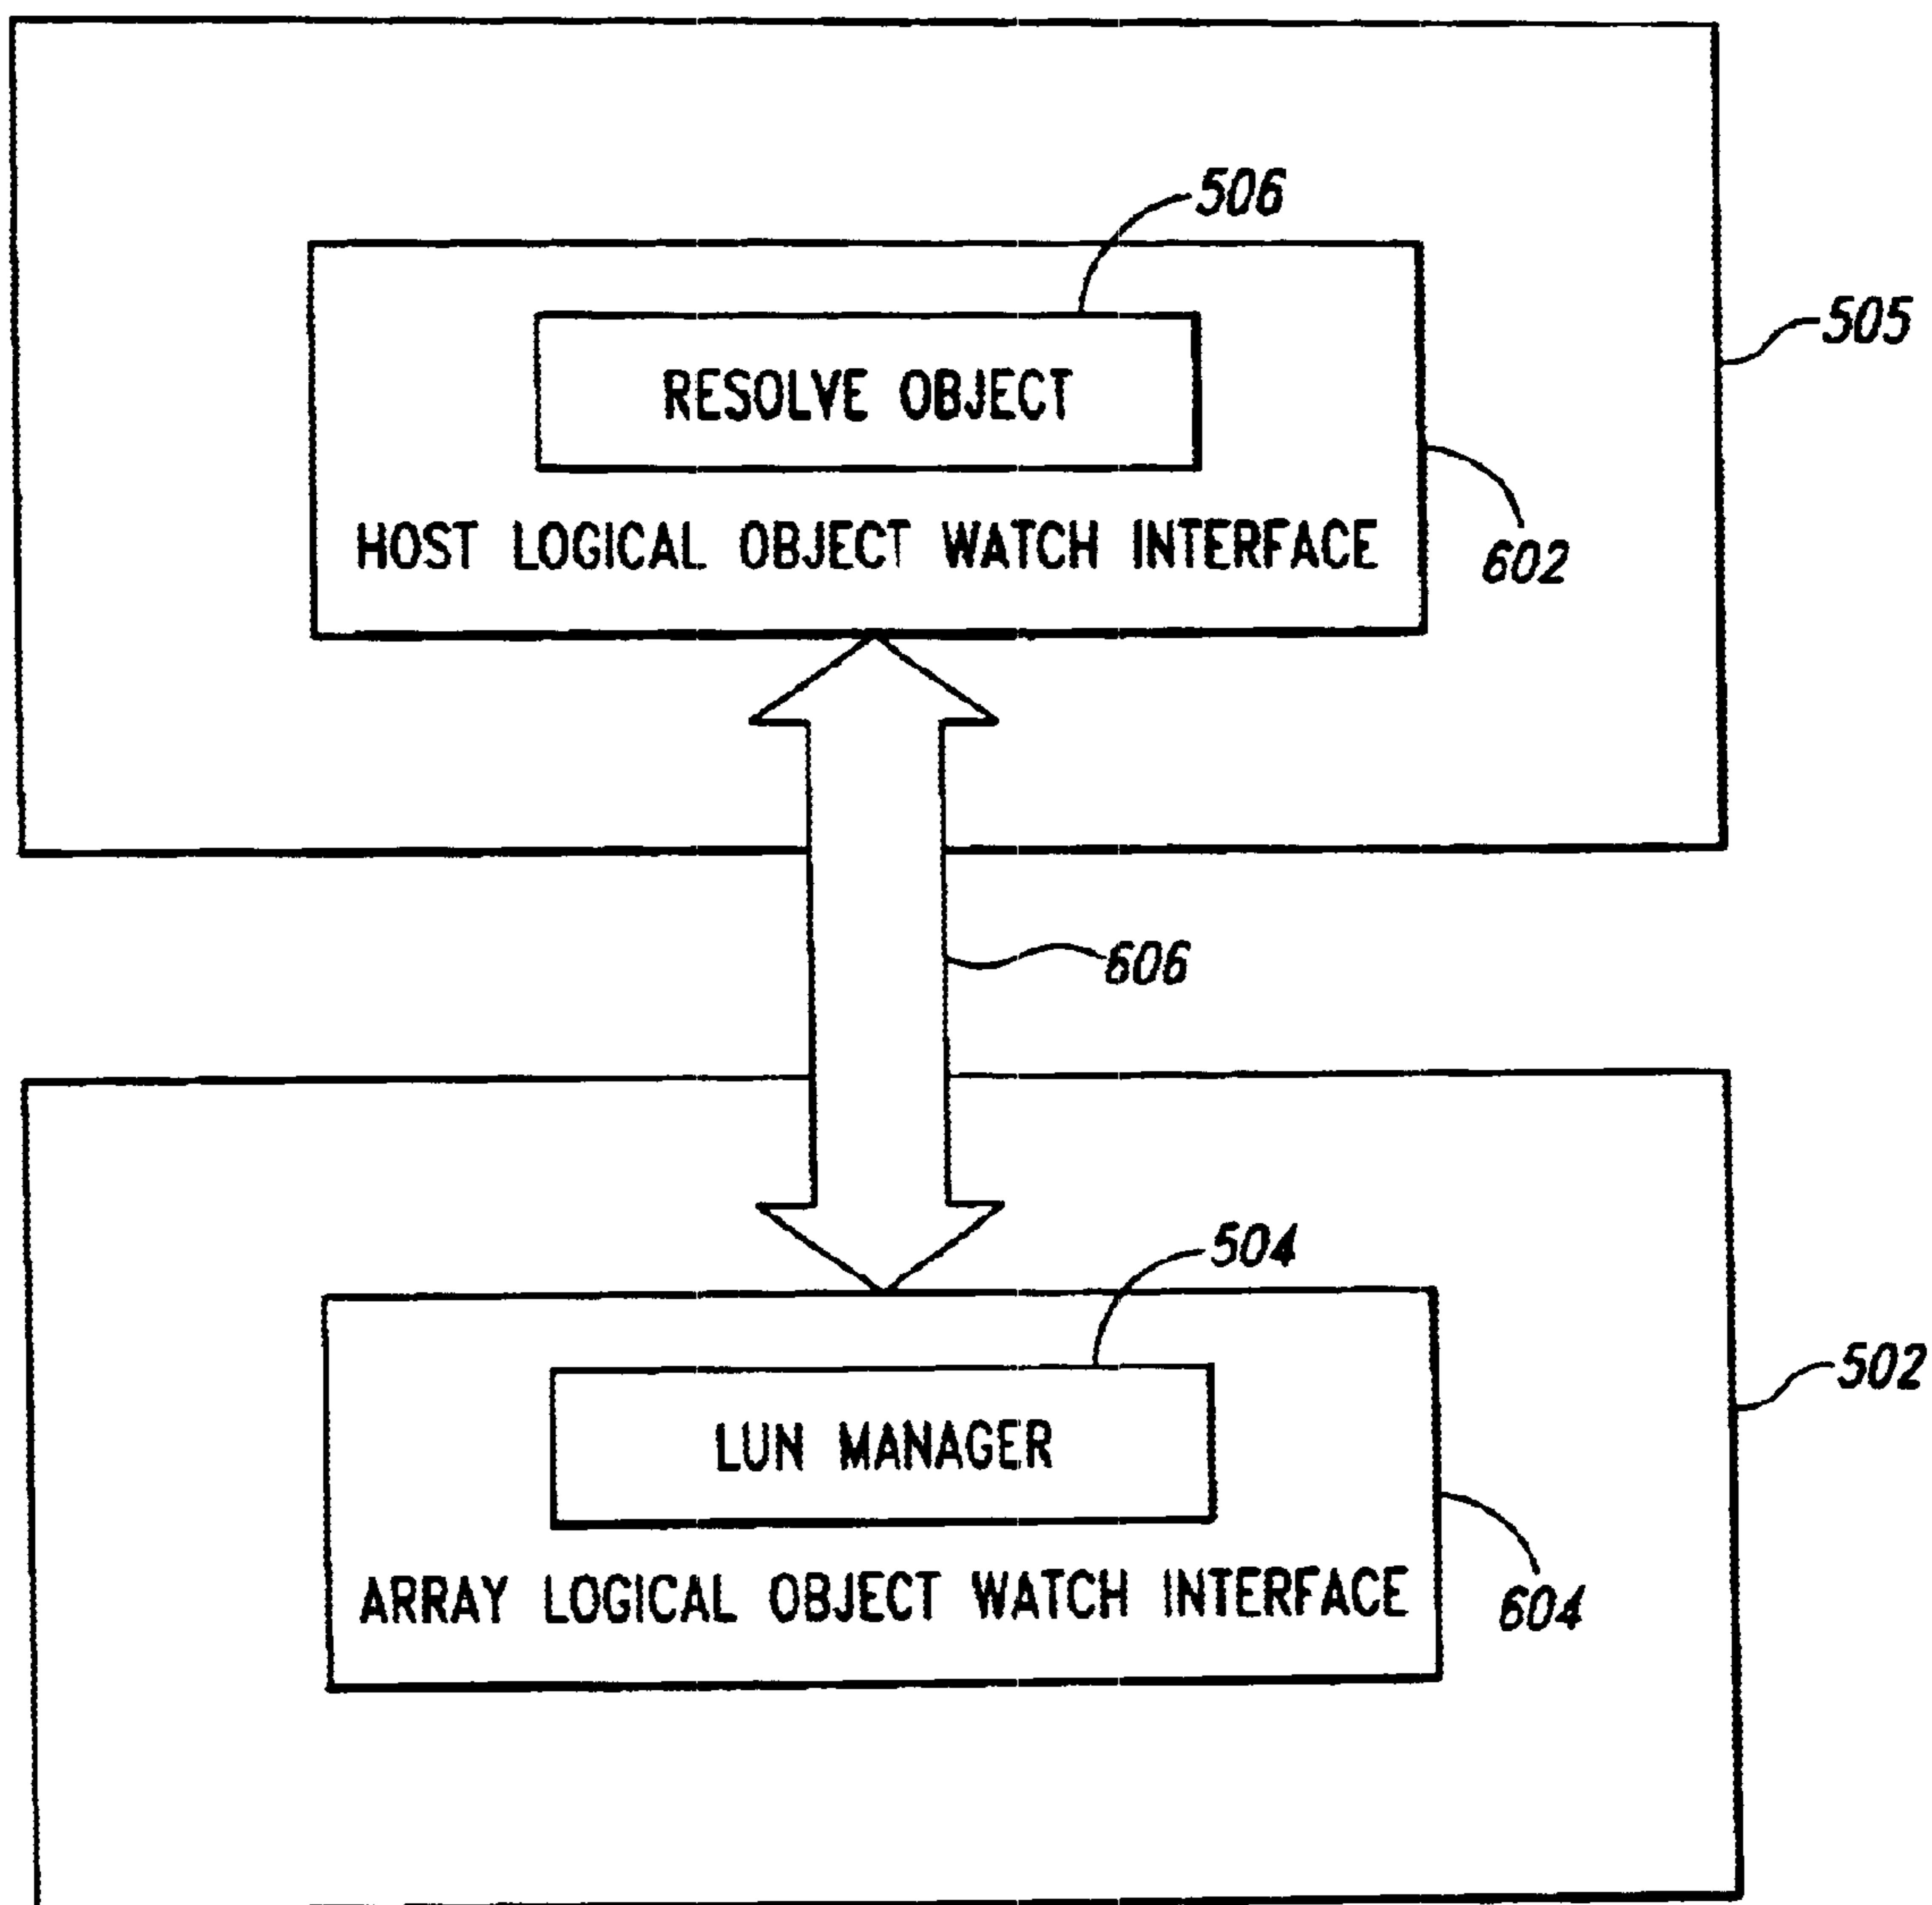 506
505
RESOLVE OBJECT
HOST LOGICAL OBJECT WATCH INTERFACE
602
606
504
502
LUN MANAGER
ARRAY LOGICAL OBJECT WATCH INTERFACE
604